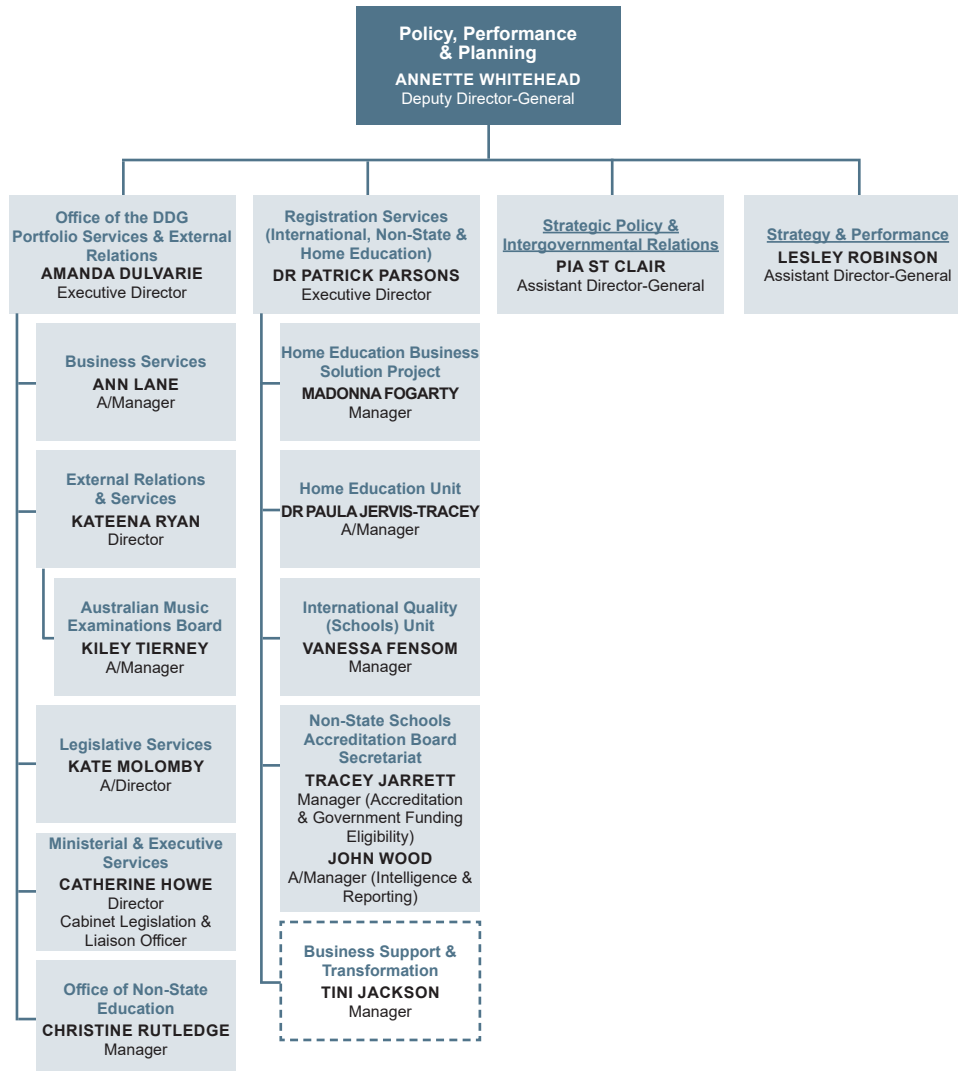 Policy, Performance
& Planning
ANNETTE WHITEHEAD
Deputy Director-General
Office of the DDG
Portfolio Services & External
Relations
AMANDA DULVARIE
Executive Director
Registration Services
(International, Non-State &
Home Education)
DR PATRICK PARSONS
Executive Director
Strategic Policy &
Intergovernmental Relations
PIA ST CLAIR
Assistant Director-General
Strategy & Performance
LESLEY ROBINSON
Assistant Director-General
Business Services
ANN LANE
A/Manager
External Relations
& Services
KATEENA RYAN
Director
Australian Music
Examinations Board
KILEY TIERNEY
A/Manager
Legislative Services
KATE MOLOMBY
A/Director
Ministerial & Executive
Services
CATHERINE HOWE
Director
Cabinet Legislation &
Liaison Officer
Office of Non-State
Education
CHRISTINE RUTLEDGE
Manager
Home Education Business
Solution Project
MADONNA FOGARTY
Manager
Home Education Unit
DR PAULA JERVIS-TRACEY
A/Manager
International Quality
(Schools) Unit
VANESSA FENSOM
Manager
Non-State Schools
Accreditation Board
Secretariat
TRACEY JARRETT
Manager (Accreditation
& Government Funding
Eligibility)
JOHN WOOD
A/Manager (Intelligence &
Reporting)
Business Support &
Transformation
TINI JACKSON
Manager